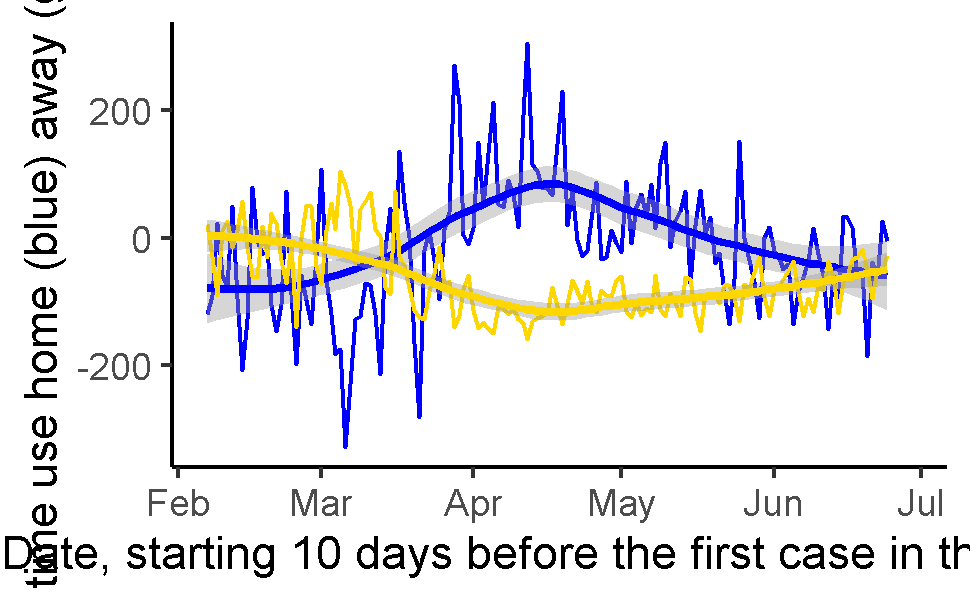 time use home (blue) away (
200
0
-200
Feb Mar Apr May Jun Jul
Date, starting 10 days before the first case in th